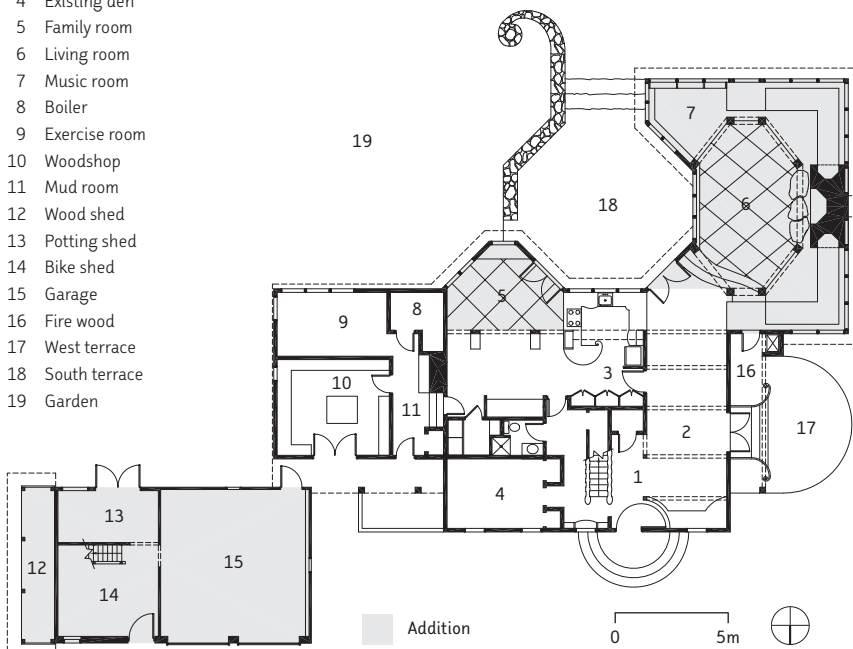 4 Existing den
5 Family room
6 Living room
7 Music room
8 Boiler
9 Exercise room
10 Woodshop
11 Mud room
12 Wood shed
13 Potting shed
14 Bike shed
15 Garage
16 Fire wood
17 West terrace
18 South terrace
19 Garden
19
7
18
6
5
8
9
3
16
10
11
2
17
1
4
13
12
15
14
Addition
0 5m